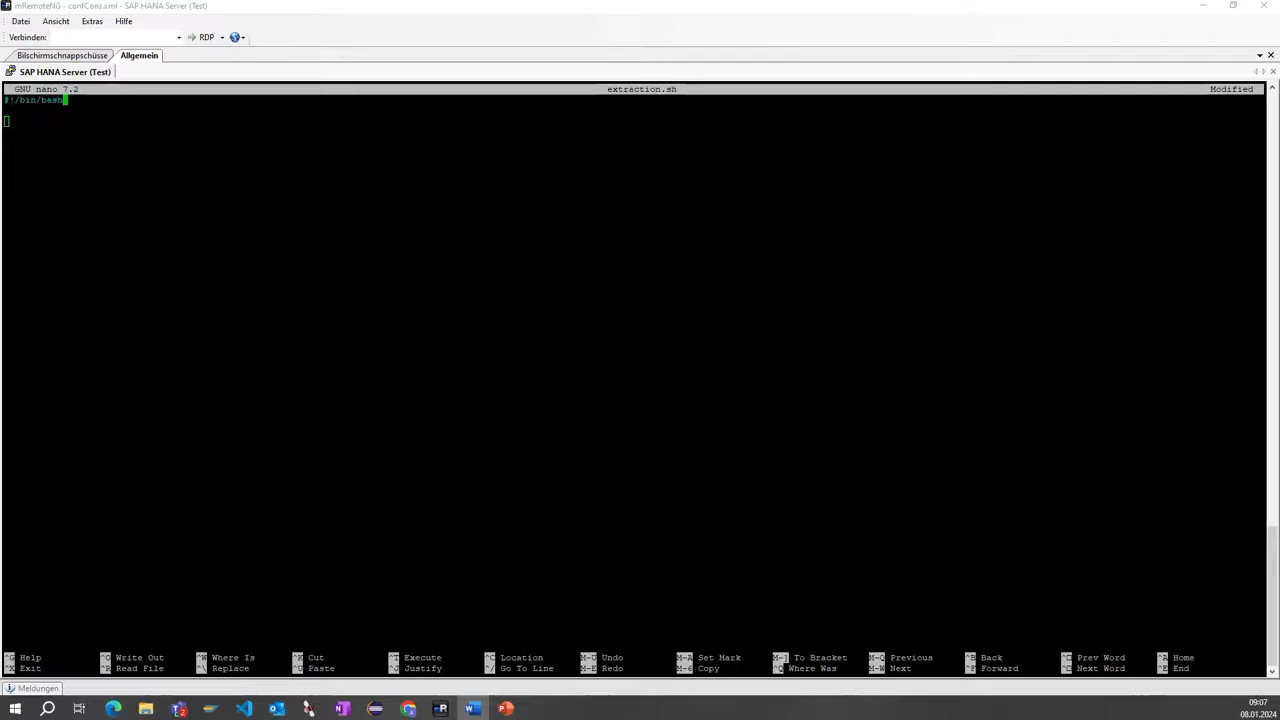 mRemoteNG - confCons.xml - SAP HANA Server (Test)
Datei Ansicht Extras Hilfe
Verbinden: RDP
Bilschirmschnappschüsse Allgemein
SAP HANA Server (Test)
GNU nano 7.2 extraction.sh Modified
#!/bin/bash
^G Help ^O Write Out ^W Where Is ^K Cut ^T Execute ^C Location M-U Undo M-A Set Mark M-] To Bracket M-Q Previous ^B Back Prev Word ^A Home
^X Exit ^R Read File ^\ Replace ^U Paste ^J Justify ^/ Go To Line M-E Redo M-6 Copy ^Q Where Was M-W Next ^F Forward Next Word ^E End
Meldungen
09:07
08.01.2024